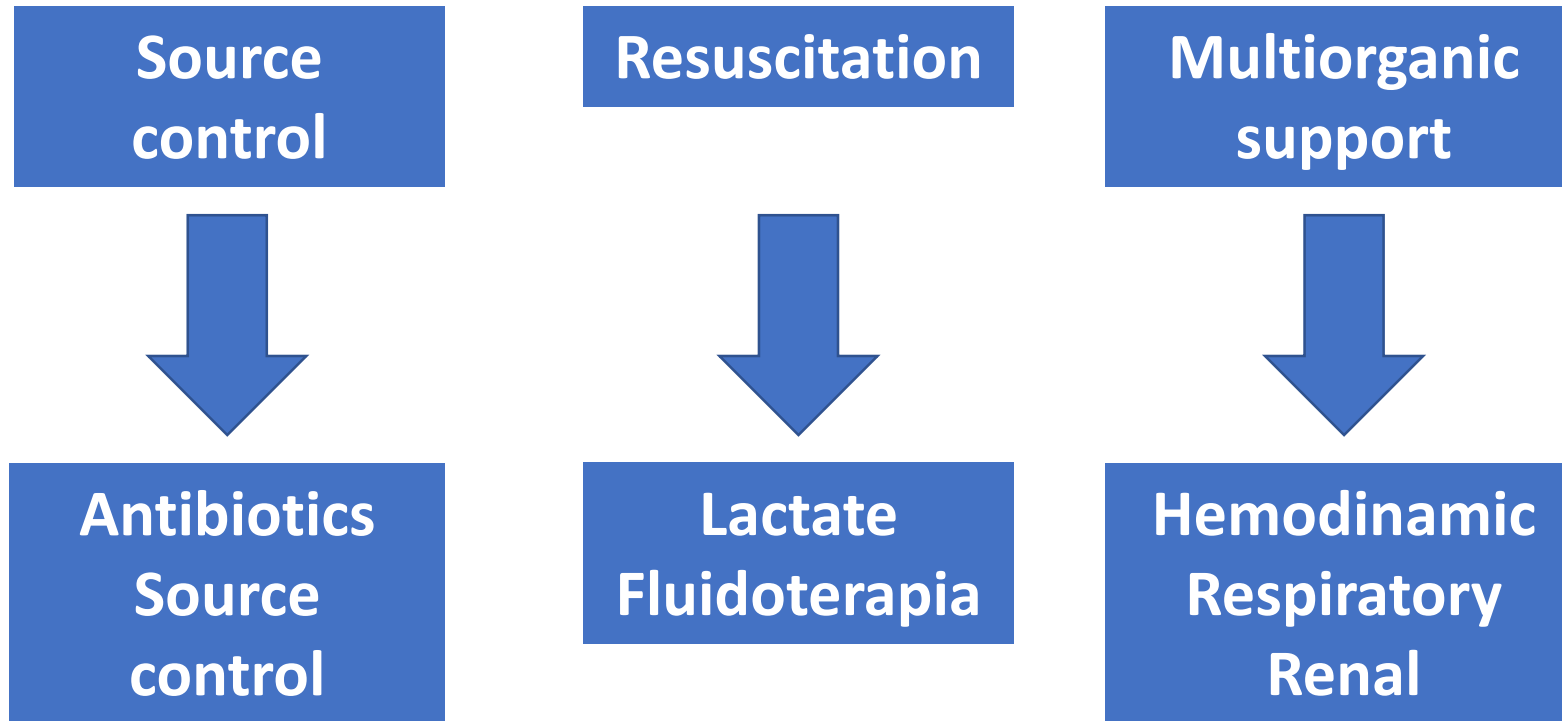 Source
control
Resuscitation
Multiorganic
support
Antibiotics
Source
control
Lactate
Fluidoterapia
Hemodinamic
Respiratory
Renal